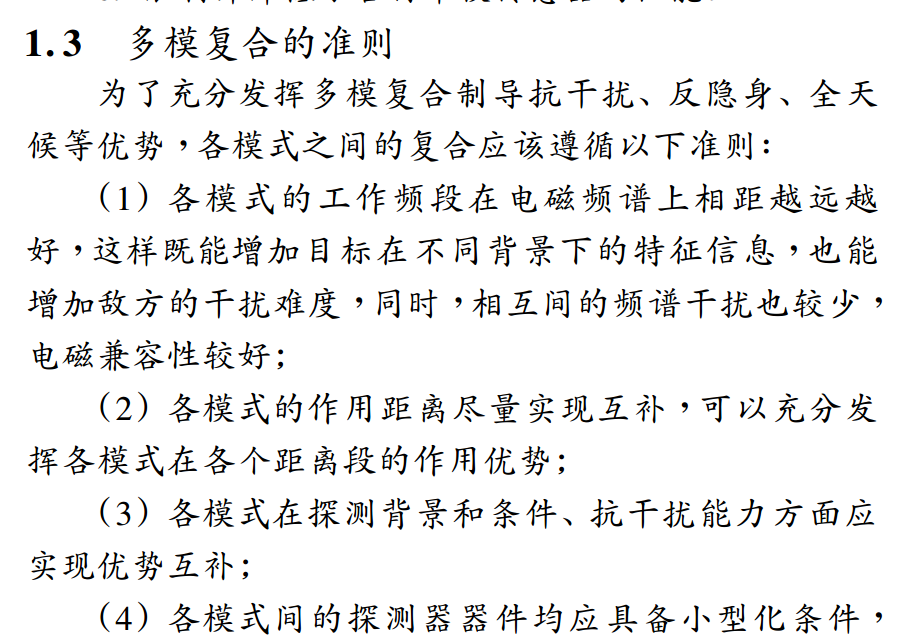 1.3 多模复合的准则
为了充分发挥多模复合制导抗干扰、反隐身、全天
候等优势,各模式之间的复合应该遵循以下准则:
(1)各模式的工作频段在电磁频谱上相距越远越
好,这样既能增加目标在不同背景下的特征信息,也能
增加敌方的干扰难度,同时,相互间的频谱干扰也较少,
电磁兼容性较好;
(2)各模式的作用距离尽量实现互补,可以充分发
挥各模式在各个距离段的作用优势;
(3)各模式在探测背景和条件、抗干扰能力方面应
实现优势互补;
(4)各模式间的探测器器件均应具备小型化条件,